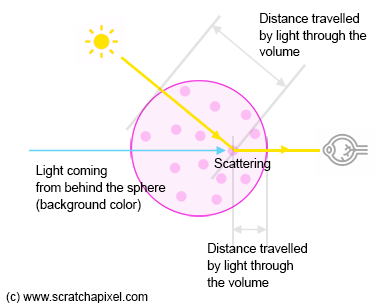 Distance travelled
by light through the
volume
Scattering
Light coming
from behind the sphere
(background color)
Distance travelled
by light through
the volume
(c) www.scratchapixel.com